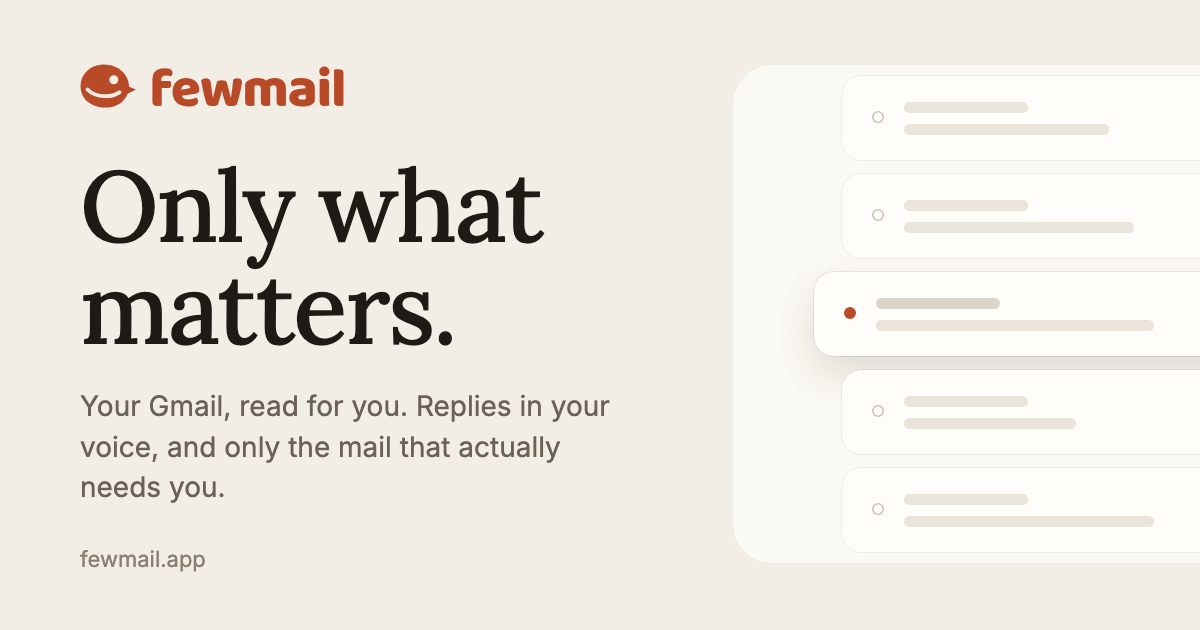 fewmail
Only what
matters.
Your Gmail, read for you. Replies in your
voice, and only the mail that actually
needs you.
fewmail.app